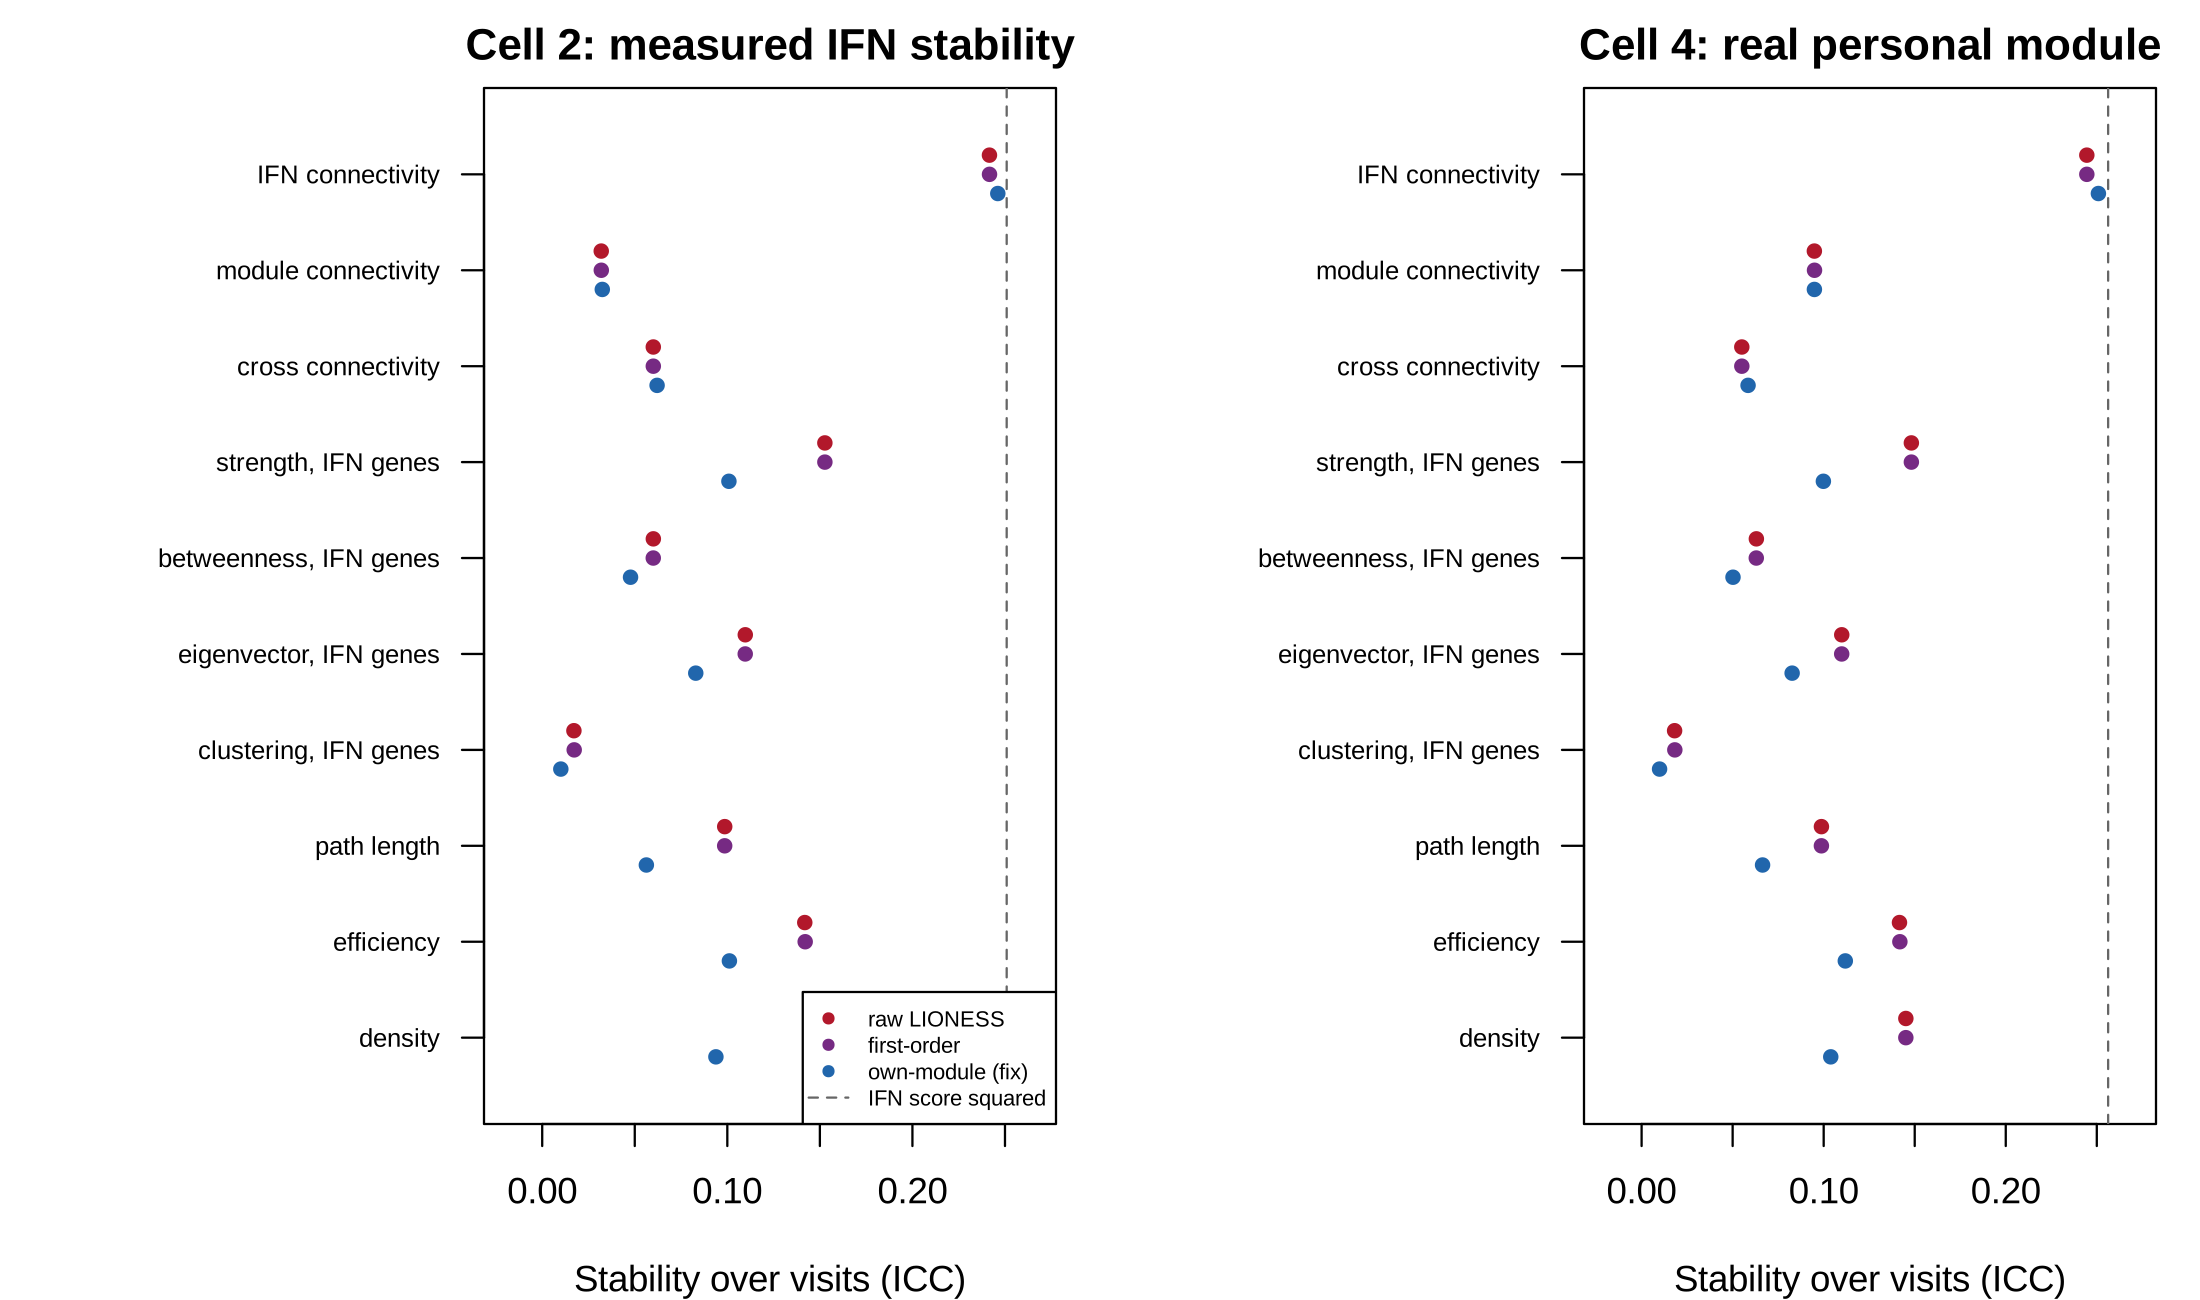 Cell 2: measured IFN stability
IFN connectivity
module connectivity
cross connectivity
strength, IFN genes
betweenness, IFN genes
eigenvector, IFN genes
clustering, IFN genes
path length
efficiency
density
raw LIONESS
first-order
own-module (fix)
IFN score squared
0.00 0.10 0.20
Stability over visits (ICC)
Cell 4: real personal module
IFN connectivity
module connectivity
cross connectivity
strength, IFN genes
betweenness, IFN genes
eigenvector, IFN genes
clustering, IFN genes
path length
efficiency
density
0.00 0.10 0.20
Stability over visits (ICC)